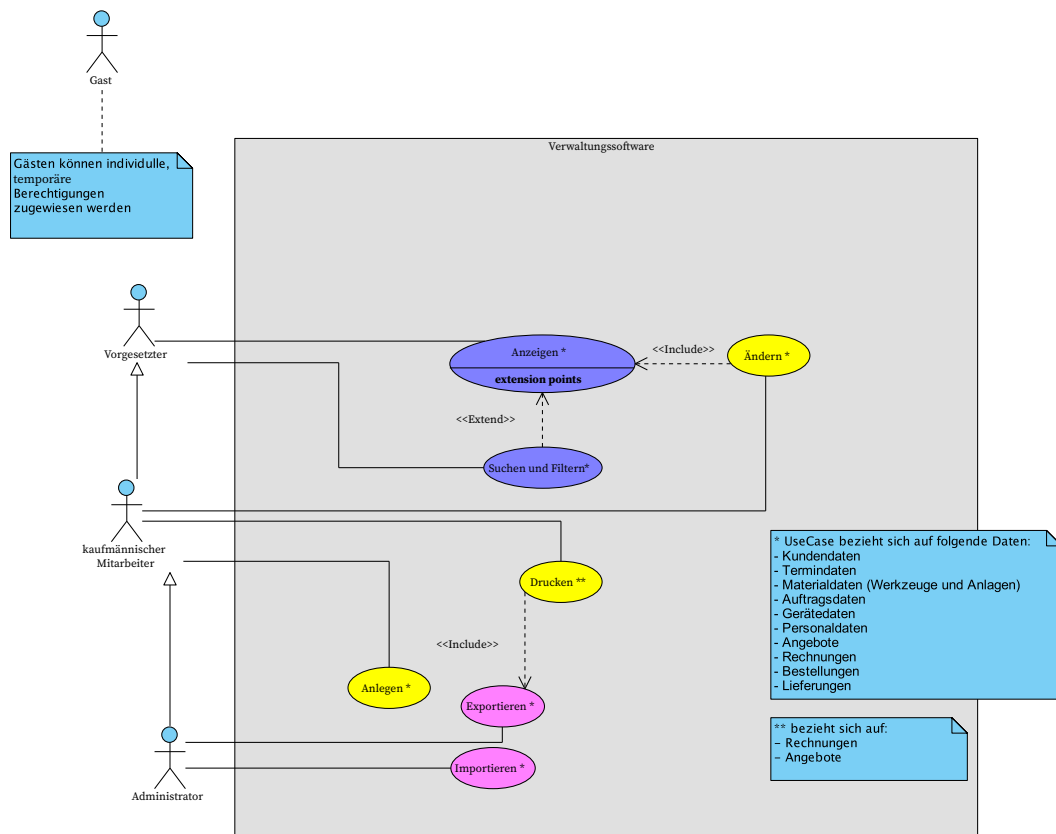 Gast
Gästen können individulle,
temporäre
Berechtigungen
zugewiesen werden
Verwaltungssoftware
Vorgesetzter
Anzeigen *
extension points
<<Include>>
Ändern *
<<Extend>>
Suchen und Filtern*
kaufmännischer
Mitarbeiter
Drucken **
<<Include>>
Anlegen *
Exportieren *
Importieren *
Administrator
* UseCase bezieht sich auf folgende Daten:
- Kundendaten
- Termindaten
- Materialdaten (Werkzeuge und Anlagen)
- Auftragsdaten
- Gerätedaten
- Personaldaten
- Angebote
- Rechnungen
- Bestellungen
- Lieferungen
** bezieht sich auf:
– Rechnungen
– Angebote